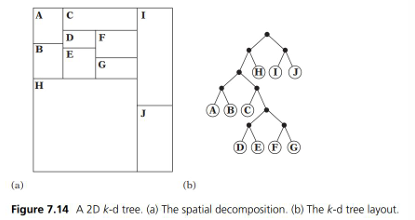 A C I
D F
B E
G
H
J
H I J
A B C
D E F G
(a) (b)
Figure 7.14 A 2D k-d tree. (a) The spatial decomposition. (b) The k-d tree layout.